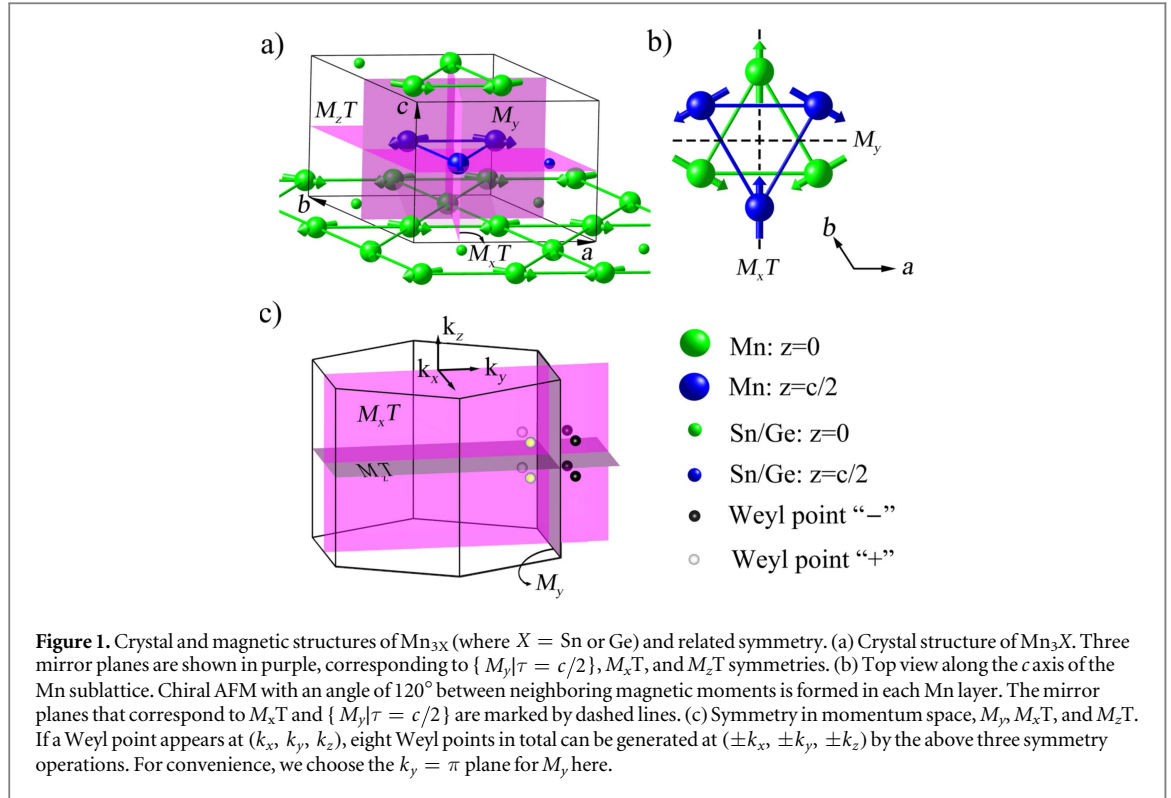 a)
b)
M_zT
c
M_y
b
M_xT
a
M_y
b
a
M_xT
c)
k_z
k_x
k_y
M_xT
M_zT
M_y
Mn: z=0
Mn: z=c/2
Sn/Ge: z=0
Sn/Ge: z=c/2
Weyl point “−”
Weyl point “+”
Figure 1. Crystal and magnetic structures of Mn₃X (where X = Sn or Ge) and related symmetry. (a) Crystal structure of Mn₃X. Three
mirror planes are shown in purple, corresponding to { M_y|τ = c/2}, M_xT, and M_zT symmetries. (b) Top view along the c axis of the
Mn sublattice. Chiral AFM with an angle of 120° between neighboring magnetic moments is formed in each Mn layer. The mirror
planes that correspond to M_xT and { M_y|τ = c/2} are marked by dashed lines. (c) Symmetry in momentum space, M_y, M_xT, and M_zT.
If a Weyl point appears at (k_x, k_y, k_z), eight Weyl points in total can be generated at (±k_x, ±k_y, ±k_z) by the above three symmetry
operations. For convenience, we choose the k_y = π plane for M_y here.